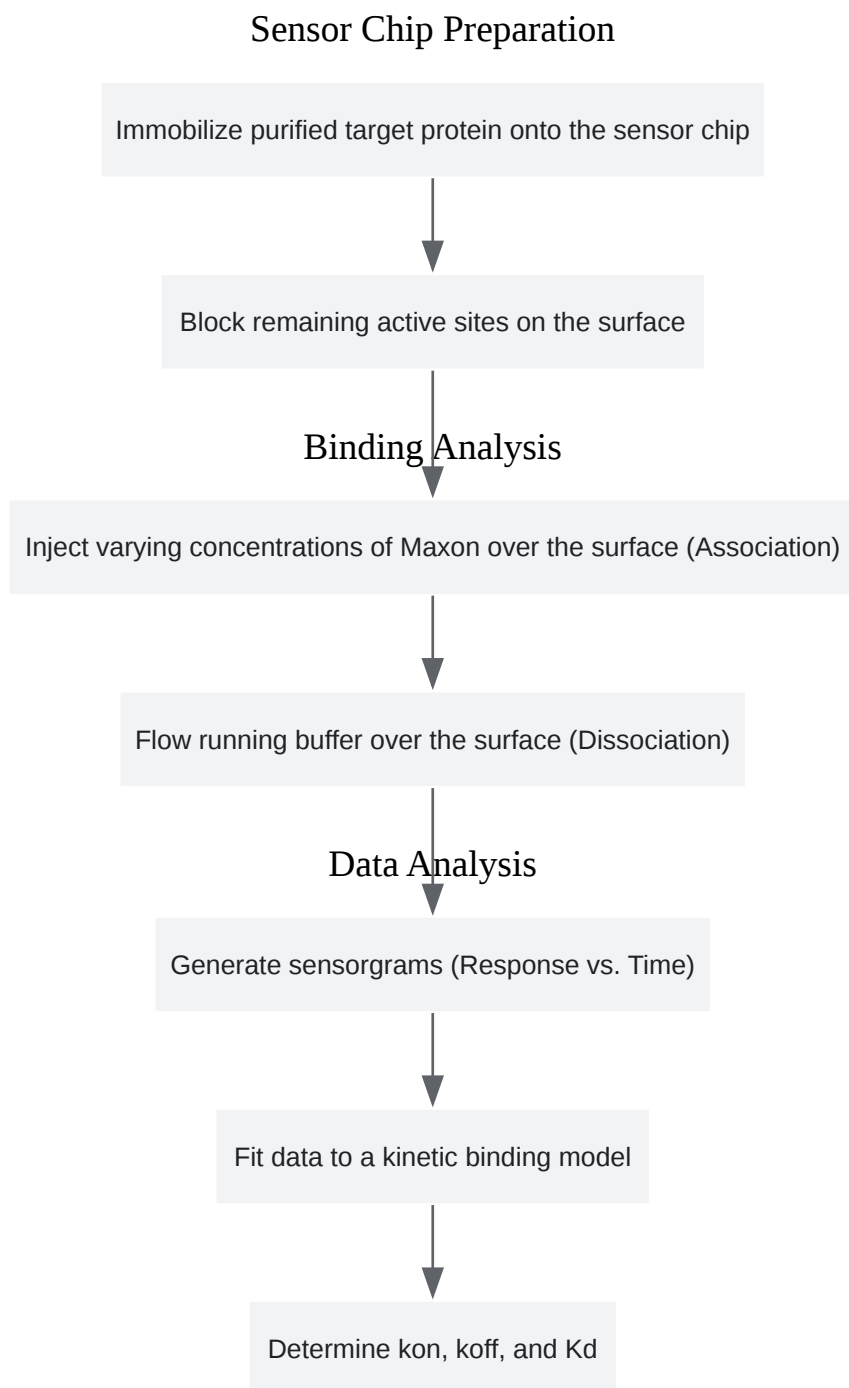 Sensor Chip Preparation
Immobilize purified target protein onto the sensor chip
Block remaining active sites on the surface
Binding Analysis
Inject varying concentrations of Maxon over the surface (Association)
Flow running buffer over the surface (Dissociation)
Data Analysis
Generate sensorgrams (Response vs. Time)
Fit data to a kinetic binding model
Determine kon, koff, and Kd